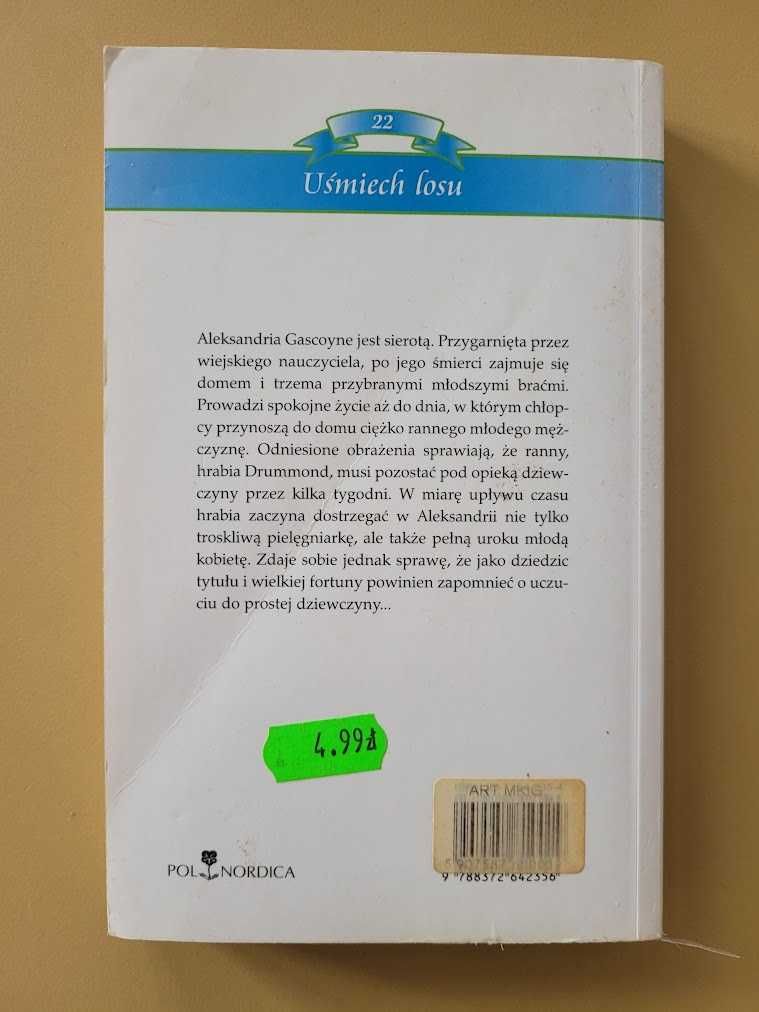 22
Uśmiech losu
Aleksandria Gascoyne jest sierotą. Przygarnięta przez
wiejskiego nauczyciela, po jego śmierci zajmuje się
domem i trzema przybranymi młodszymi braćmi.
Prowadzi spokojne życie aż do dnia, w którym chłop-
cy przynoszą do domu ciężko rannego młodego męż-
czyznę. Odniesione obrażenia sprawiają, że ranny,
hrabia Drummond, musi pozostać pod opieką dziew-
czyny przez kilka tygodni. W miarę upływu czasu
hrabia zaczyna dostrzegać w Aleksandrii nie tylko
troskliwą pielęgniarkę, ale także pełną uroku młodą
kobietę. Zdaje sobie jednak sprawę, że jako dziedzic
tytułu i wielkiej fortuny powinien zapomnieć o uczu-
ciu do prostej dziewczyny...
4.99zł
ART MKIG
POL NORDICA
9 788372 642356